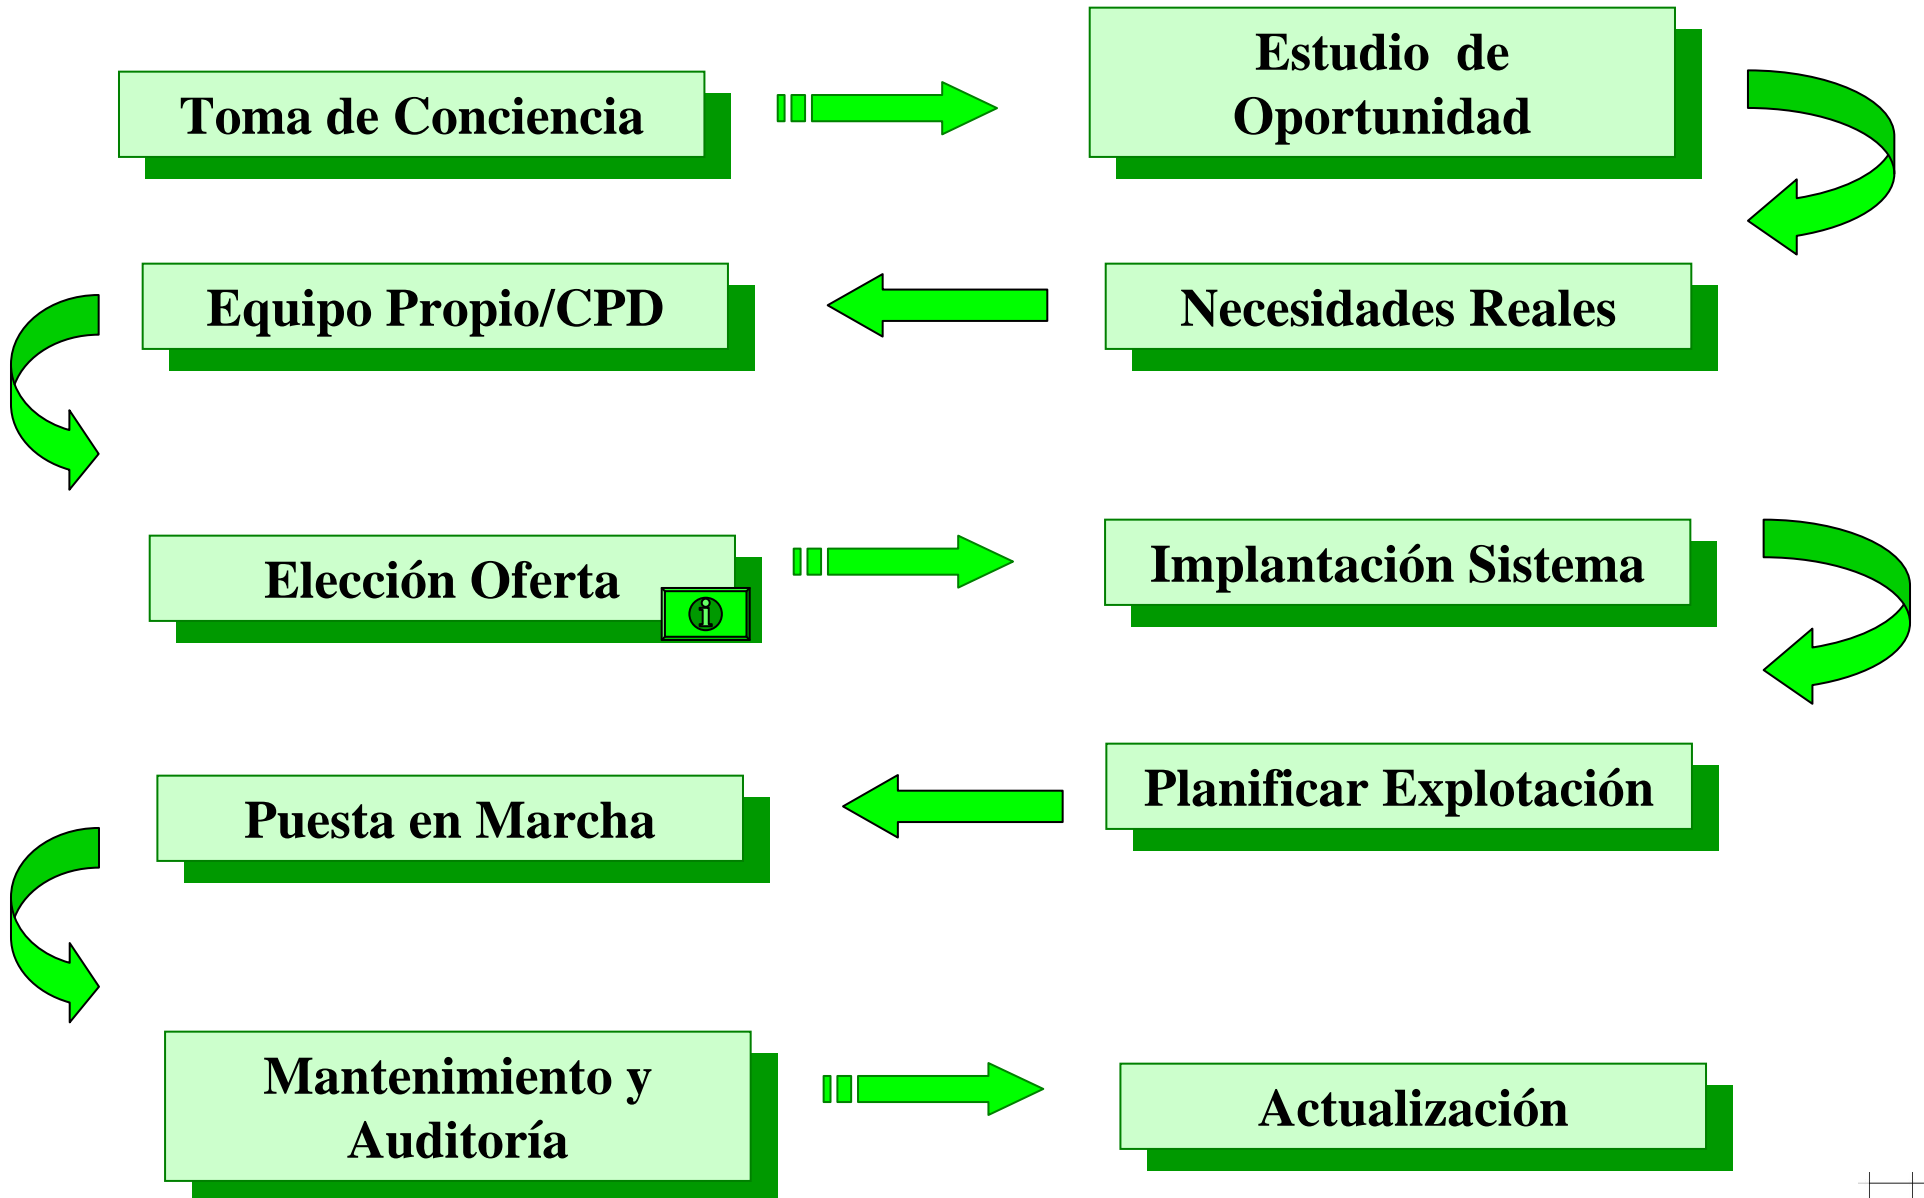 Toma de Conciencia
Estudio de
Oportunidad
Necesidades Reales
Equipo Propio/CPD
Elección Oferta
i
Implantación Sistema
Planificar Explotación
Puesta en Marcha
Mantenimiento y
Auditoría
Actualización